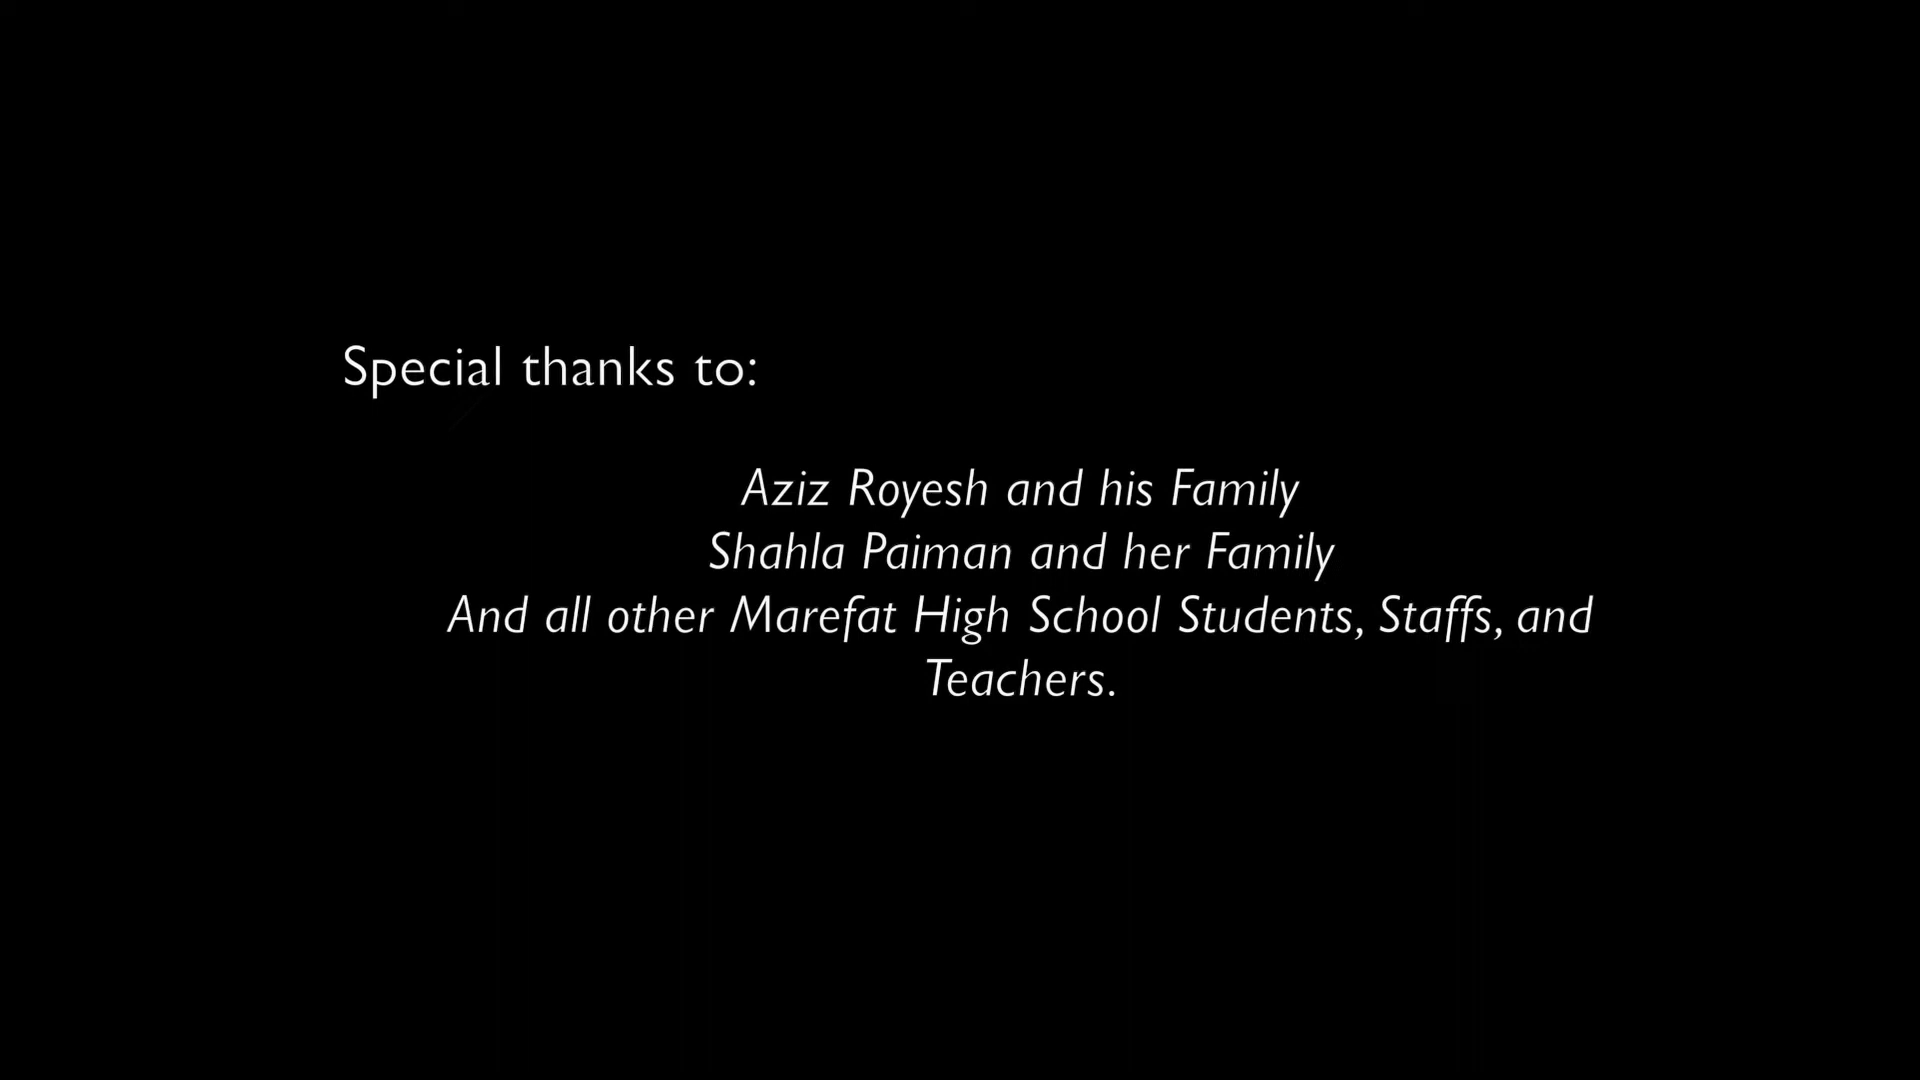 Special thanks to:
Aziz Royesh and his Family
Shahla Paiman and her Family
And all other Marefat High School Students, Staffs, and
Teachers.